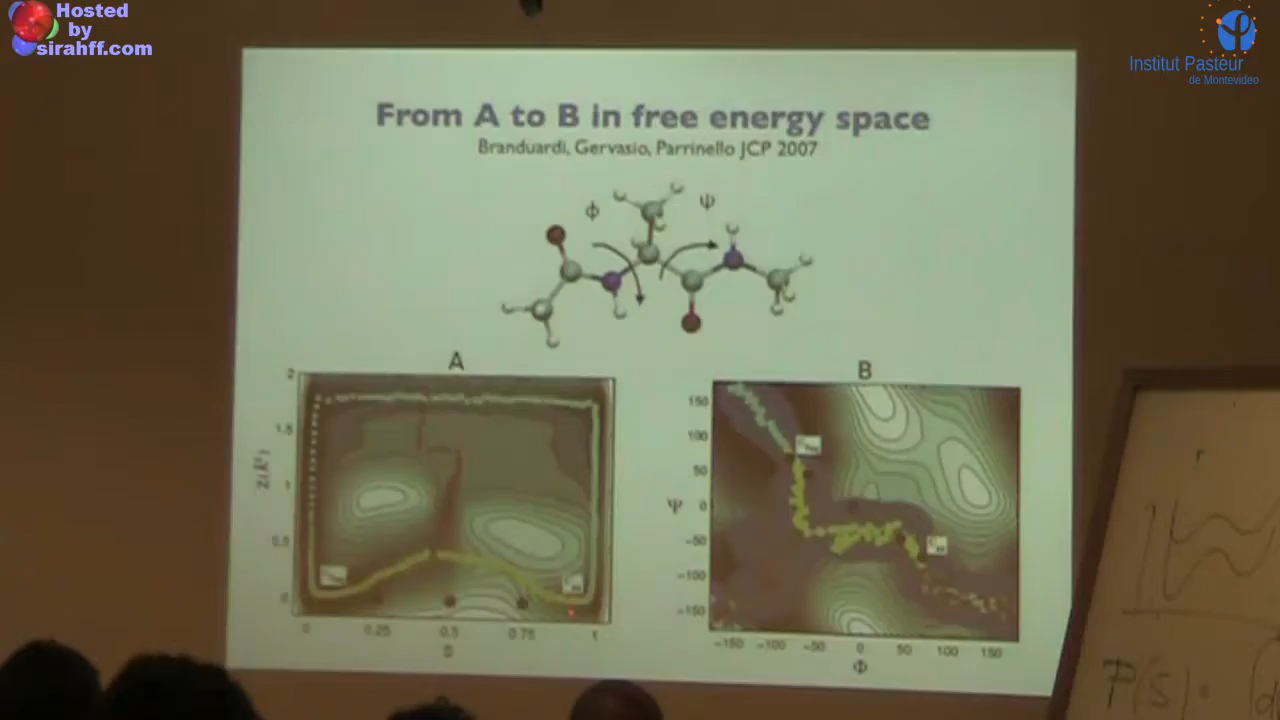 Hosted
by
sirahff.com
Institut Pasteur
de Montevideo
From A to B in free energy space
Branduardi, Gervasio, Parrinello JCP 2007
Φ
Ψ
A
B
2
1.5
1
0.5
0
0
0.25
0.5
0.75
1
S
150
100
50
0
-50
-100
-150
Ψ
-150
-100
-50
0
50
100
150
Φ
P(S)